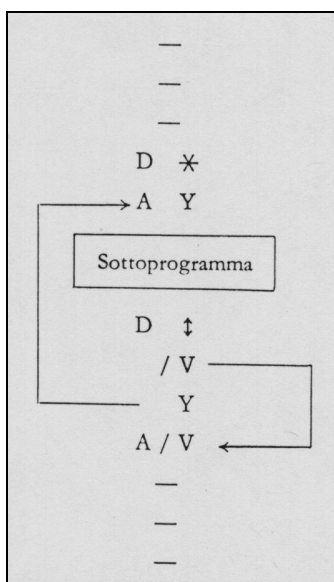 —
—
—
D ⚹
A Y
Sottoprogramma
D ↕
/ V
Y
A / V
—
—
—